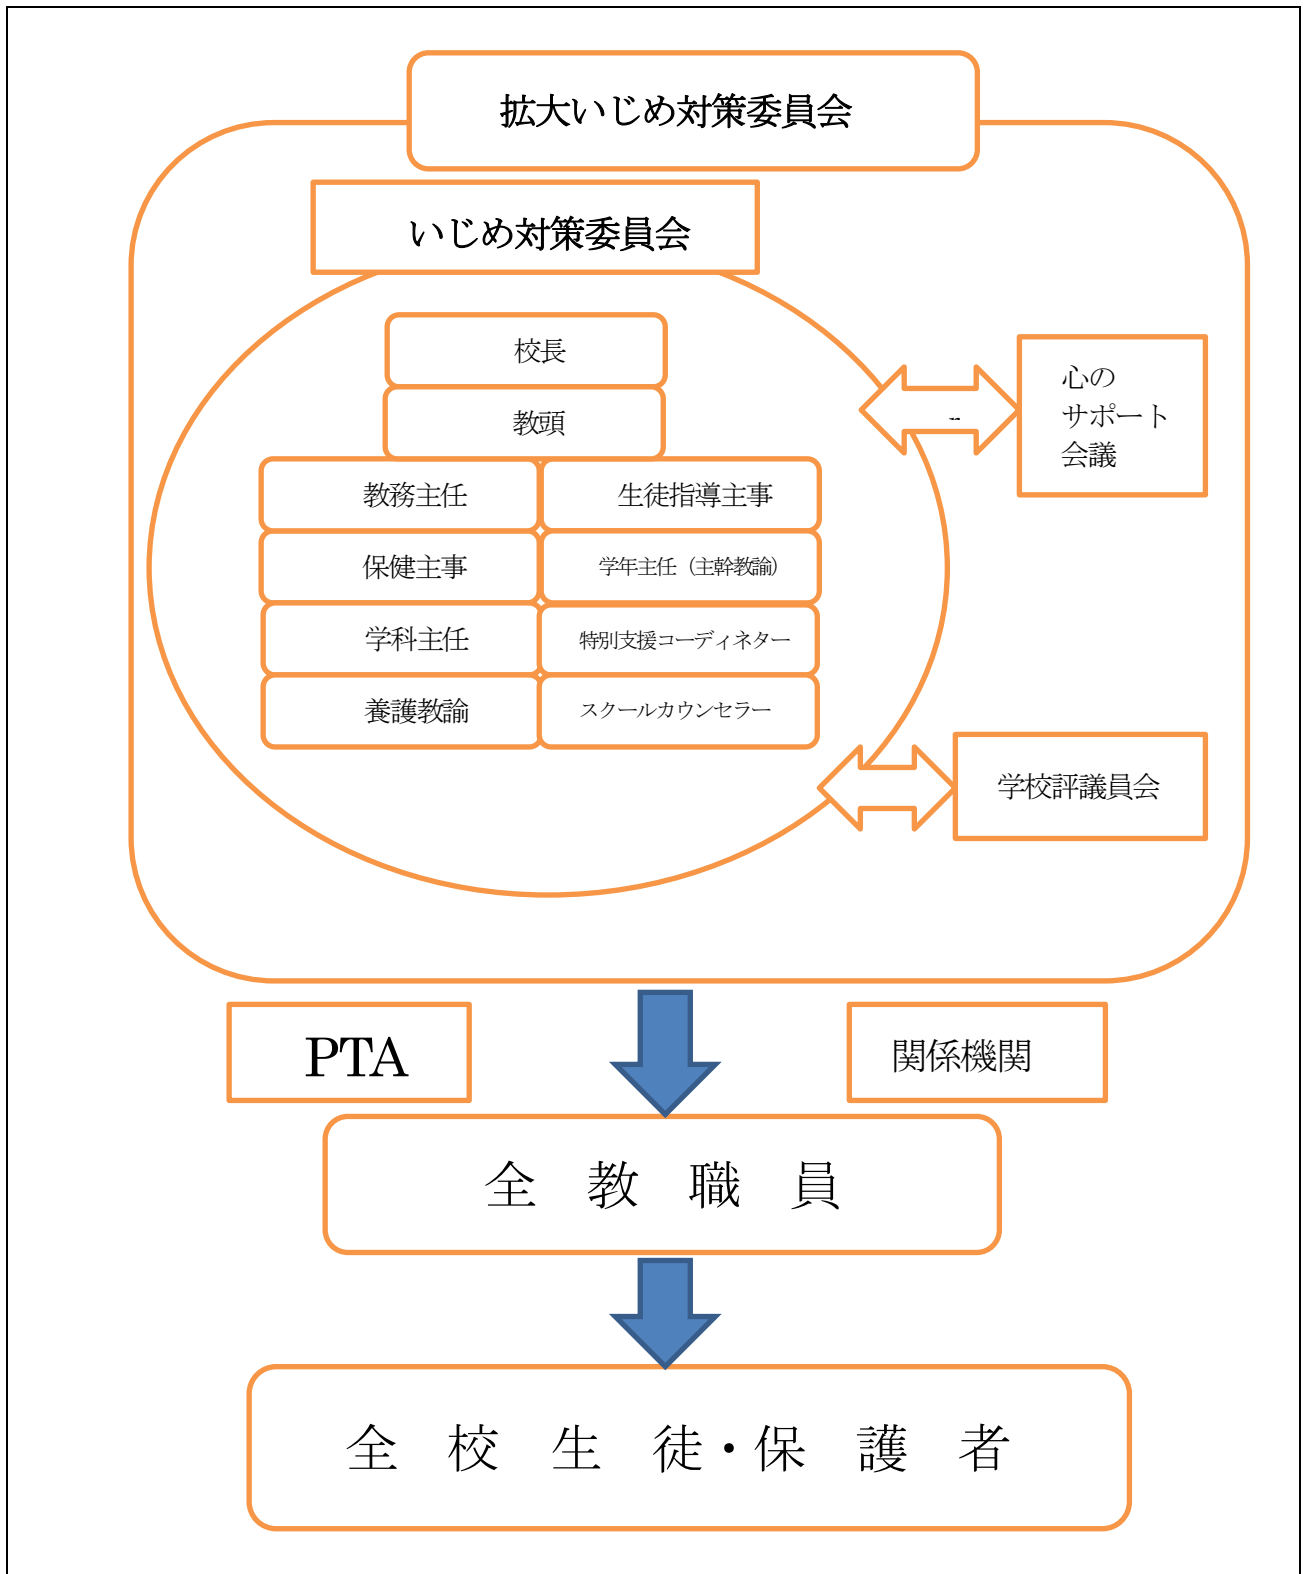 拡大いじめ対策委員会
いじめ対策委員会
校長
教頭
教務主任
生徒指導主事
保健主事
学年主任（主幹教諭）
学科主任
特別支援コーディネター
養護教諭
スクールカウンセラー
心の
サポート
会議
学校評議員会
PTA
関係機関
全　教　職　員
全　校　生　徒・保　護　者